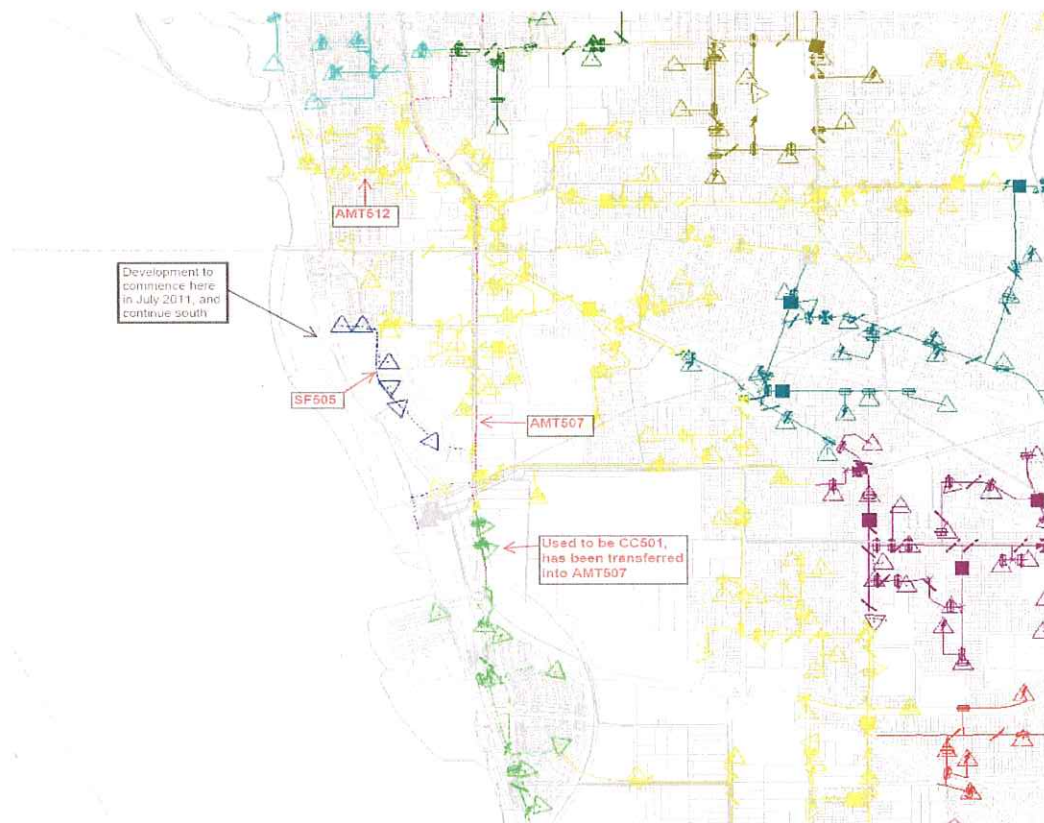 AMT512
Development to
commence here
in July 2011, and
continue south
SF505
AMT507
Used to be CC501,
has been transferred
into AMT507